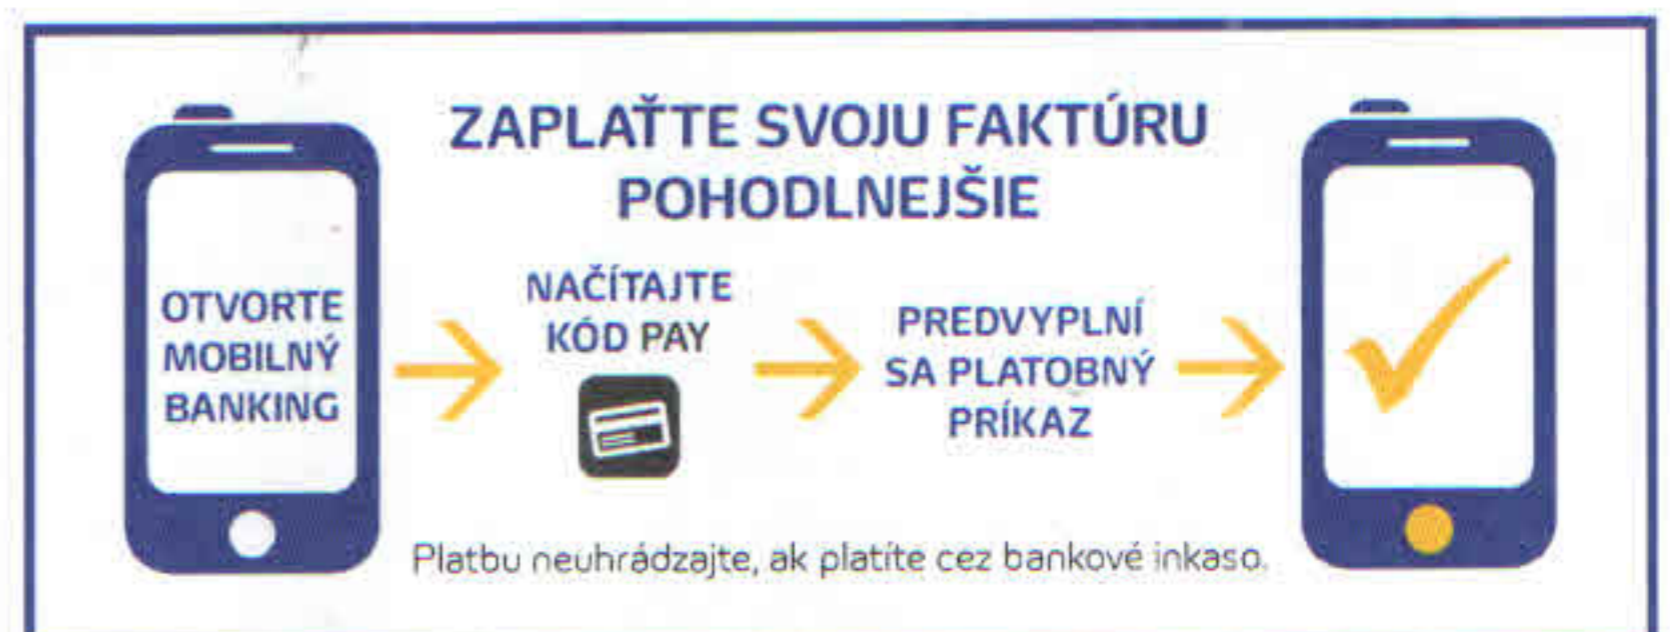 ZAPLAŤTE SVOJU FAKTÚRU
POHODLNEJŠIE
OTVORTE
MOBILNÝ
BANKING
NAČÍTAJTE
KÓD PAY
PREDVYPLNÍ
SA PLATOBNÝ
PRÍKAZ
Platbu neuhrádzajte, ak platíte cez bankové inkaso.